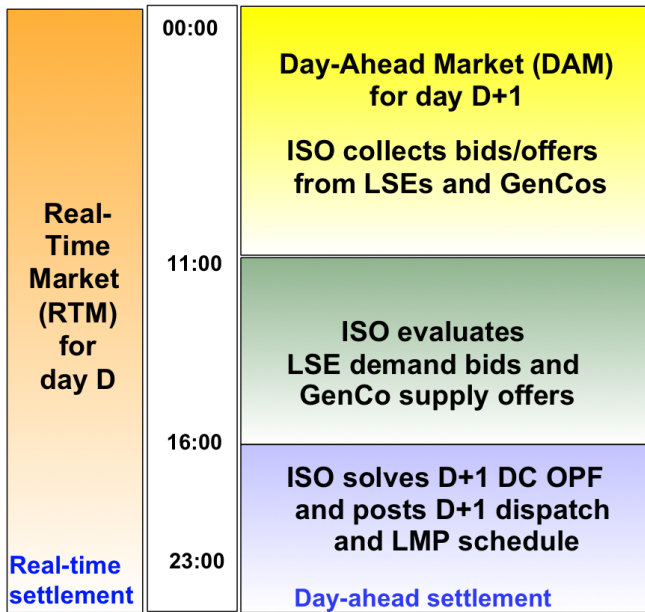 Real-
Time
Market
(RTM)
for
day D
Real-time
settlement
00:00
11:00
16:00
23:00
Day-Ahead Market (DAM)
for day D+1
ISO collects bids/offers
from LSEs and GenCos
ISO evaluates
LSE demand bids and
GenCo supply offers
ISO solves D+1 DC OPF
and posts D+1 dispatch
and LMP schedule
Day-ahead settlement